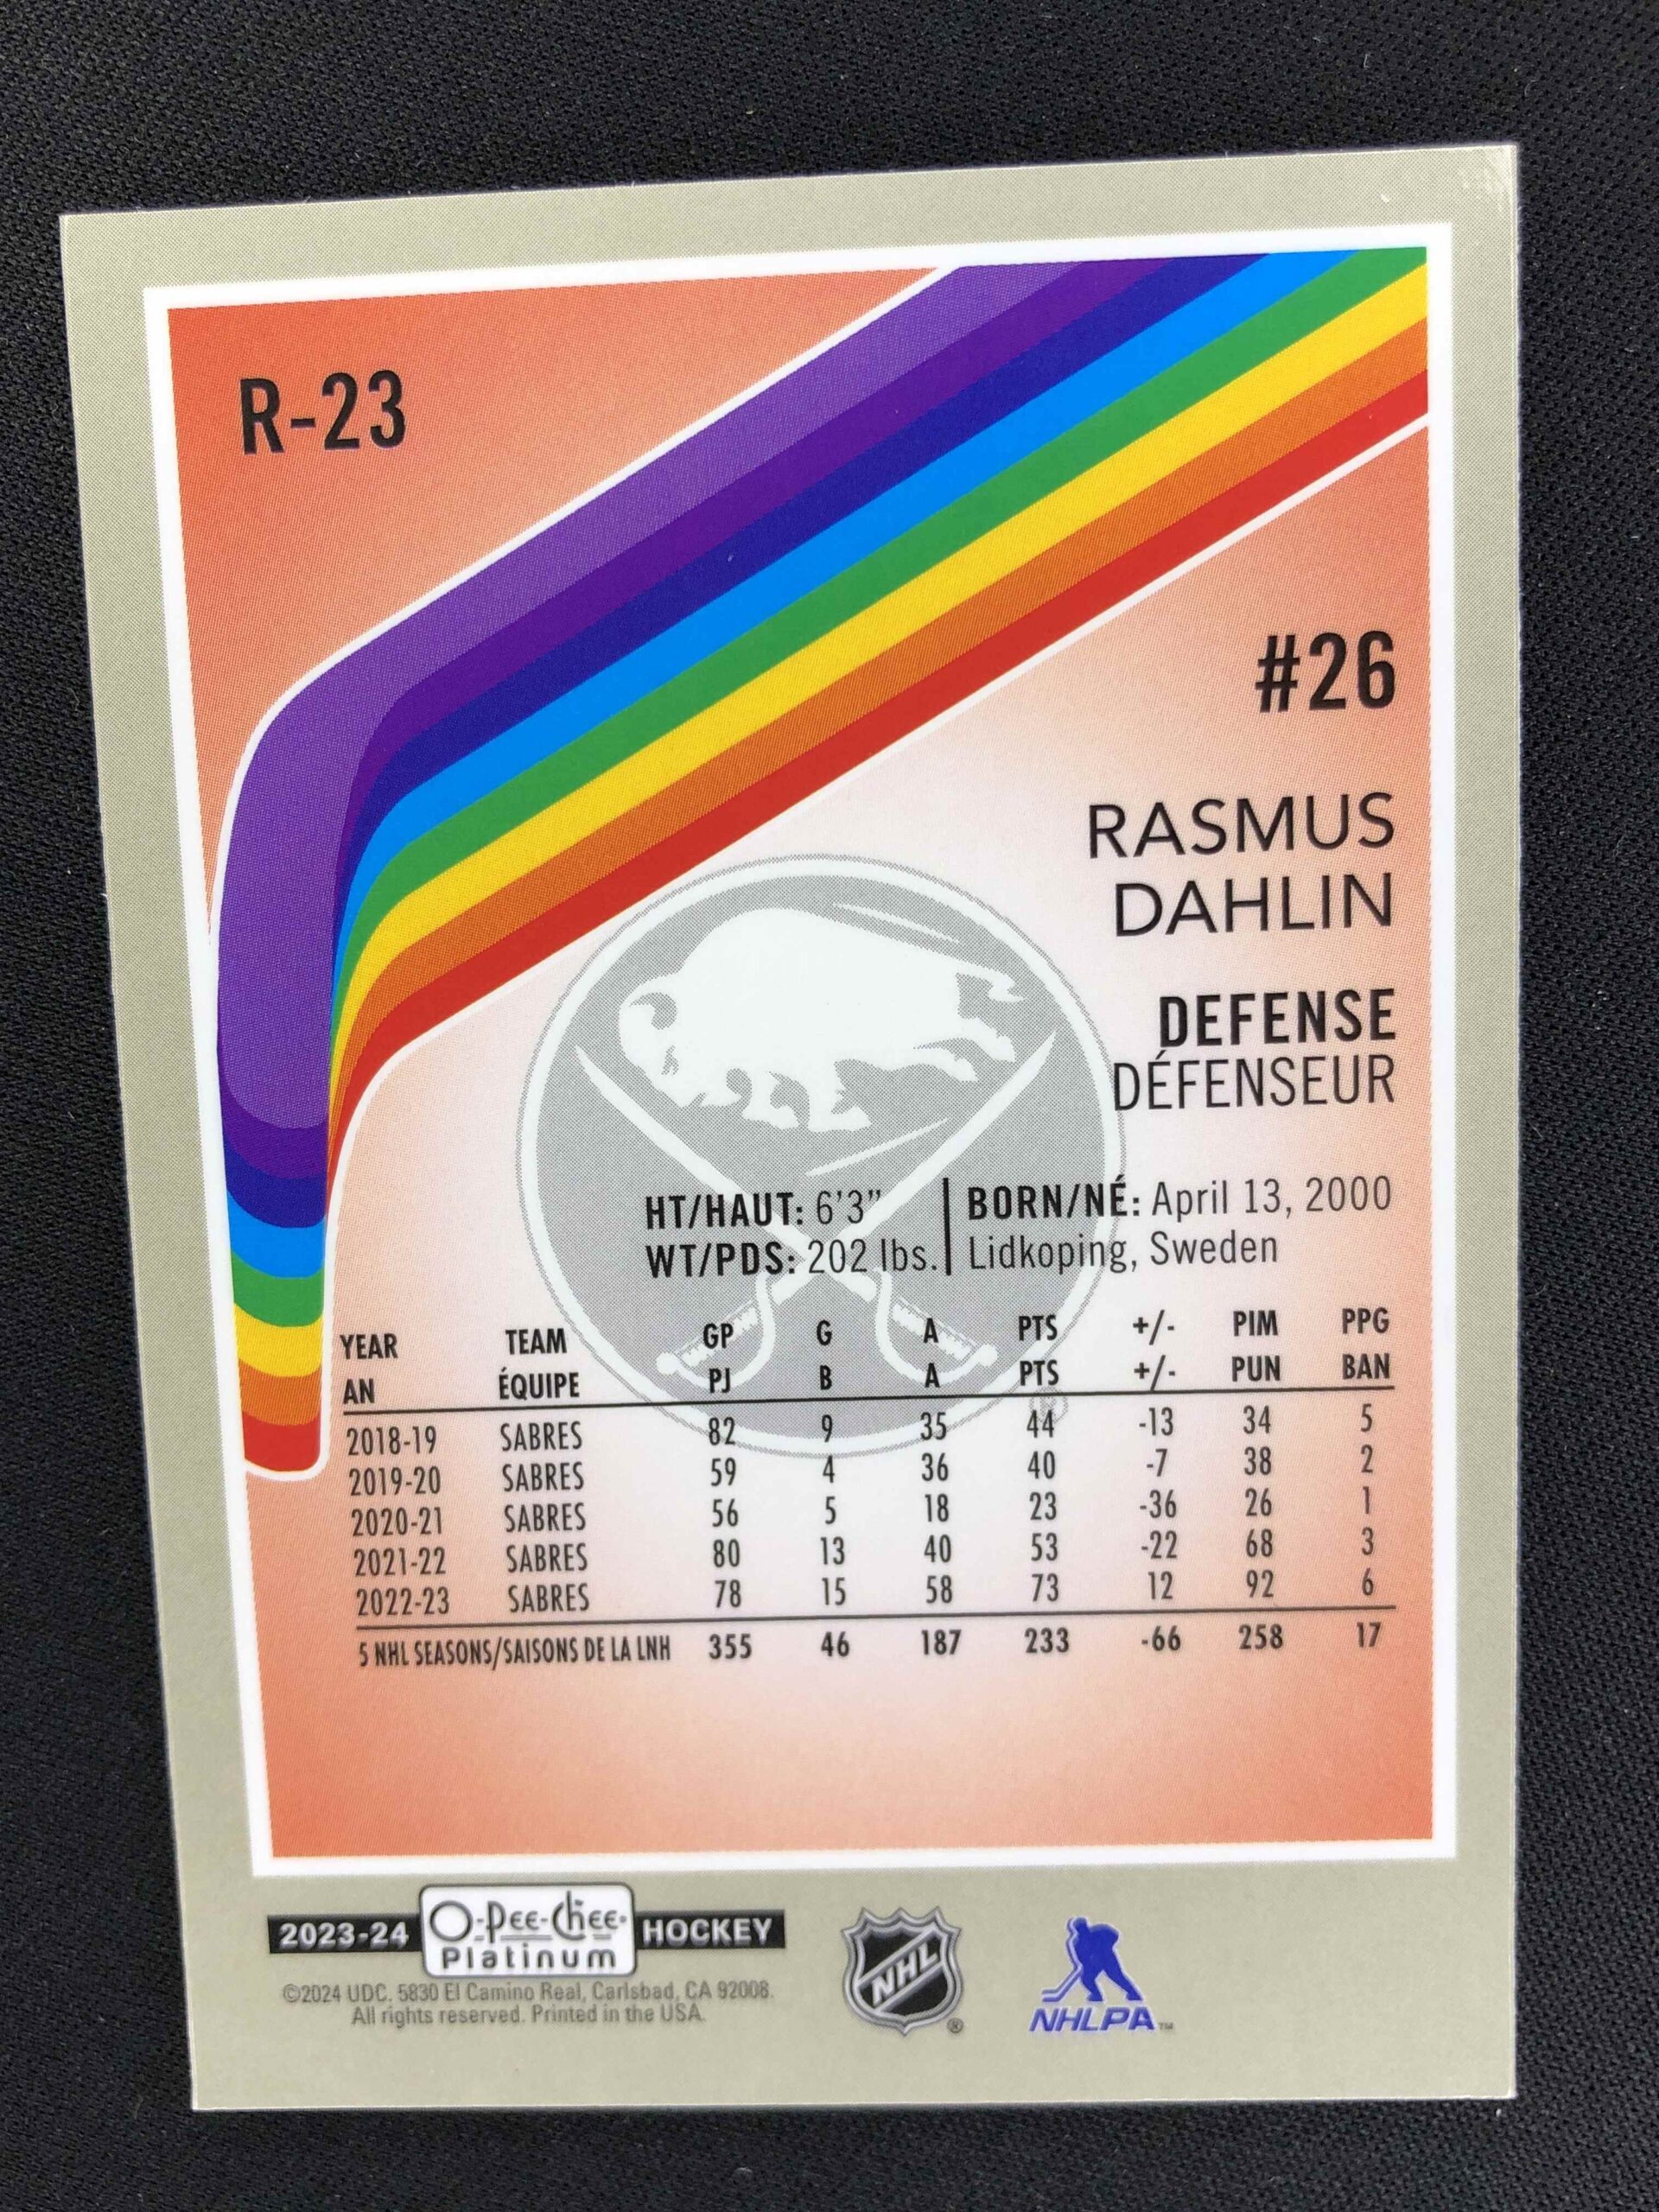 R-23
#26
RASMUS
DAHLIN
DEFENSE
DÉFENSEUR
HT/HAUT: 6'3" | BORN/NÉ: April 13, 2000
WT/PDS: 202 lbs. | Lidkoping, Sweden
YEAR TEAM GP G A PTS +/- PIM PPG
AN ÉQUIPE PJ B A PTS +/- PUN BAN
2018-19 SABRES 82 9 35 44 -13 34 5
2019-20 SABRES 59 4 36 40 -7 38 2
2020-21 SABRES 56 5 18 23 -36 26 1
2021-22 SABRES 80 13 40 53 -22 68 3
2022-23 SABRES 78 15 58 73 12 92 6
5 NHL SEASONS/SAISONS DE LA LNH 355 46 187 233 -66 258 17
2023-24 O-Pee-Chee HOCKEY
Platinum
©2024 UDC. 5830 El Camino Real, Carlsbad, CA 92008.
All rights reserved. Printed in the USA.
NHL ®
NHLPA ™